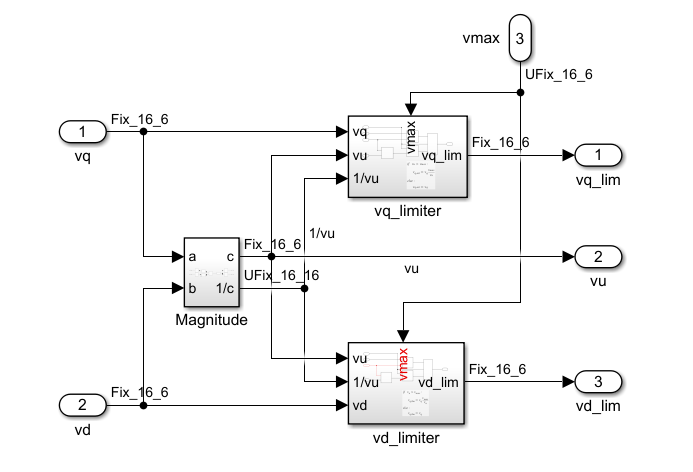 vmax
3
UFix_16_6
Fix_16_6
1
vq
vmax
vq
vu
1/vu
vq_lim
vq_limiter
Fix_16_6
1
vq_lim
1/vu
a
b
c
1/c
Magnitude
Fix_16_6
UFix_16_16
vu
2
vu
Fix_16_6
2
vd
vmax
vu
1/vu
vd
vd_lim
vd_limiter
Fix_16_6
3
vd_lim